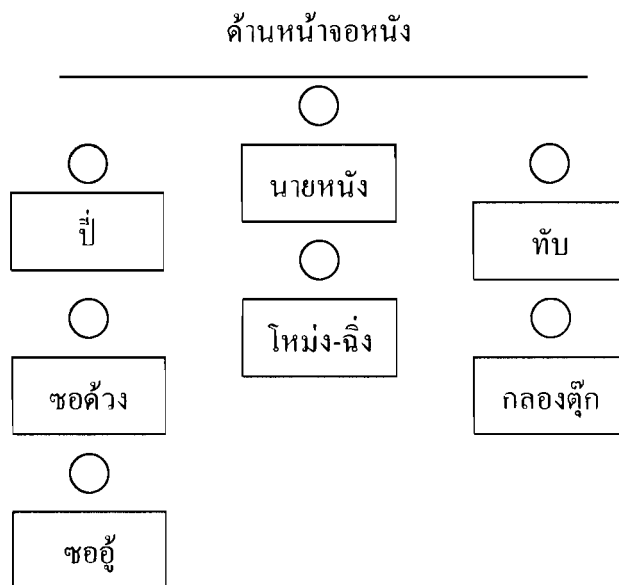 ด้านหน้าจอหนัง
นายหนัง
ปี่
ทับ
โหม่ง-ฉิ่ง
ซอด้วง
กลองตุ๊ก
ซออู้